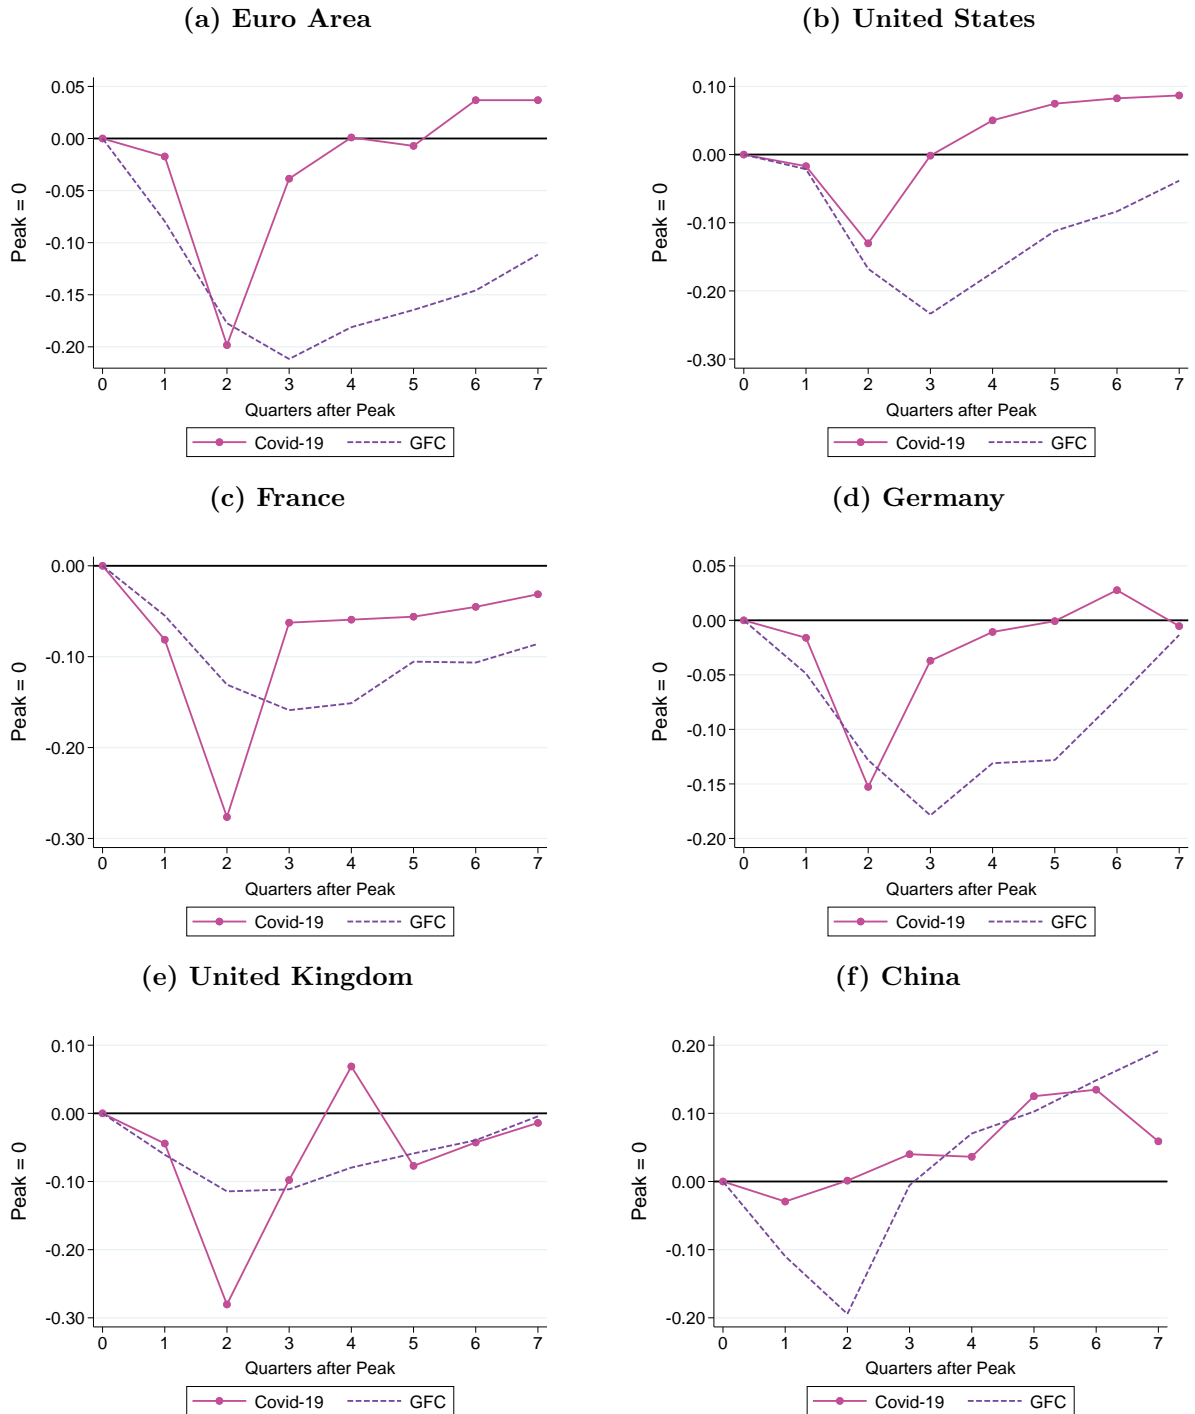 (a) Euro Area
0.05
0.00
-0.05
-0.10
-0.15
-0.20
Peak = 0
0 1 2 3 4 5 6 7
Quarters after Peak
Covid-19 GFC
(b) United States
0.10
0.00
-0.10
-0.20
-0.30
Peak = 0
0 1 2 3 4 5 6 7
Quarters after Peak
Covid-19 GFC
(c) France
0.00
-0.10
-0.20
-0.30
Peak = 0
0 1 2 3 4 5 6 7
Quarters after Peak
Covid-19 GFC
(d) Germany
0.05
0.00
-0.05
-0.10
-0.15
-0.20
Peak = 0
0 1 2 3 4 5 6 7
Quarters after Peak
Covid-19 GFC
(e) United Kingdom
0.10
0.00
-0.10
-0.20
-0.30
Peak = 0
0 1 2 3 4 5 6 7
Quarters after Peak
Covid-19 GFC
(f) China
0.20
0.10
0.00
-0.10
-0.20
Peak = 0
0 1 2 3 4 5 6 7
Quarters after Peak
Covid-19 GFC